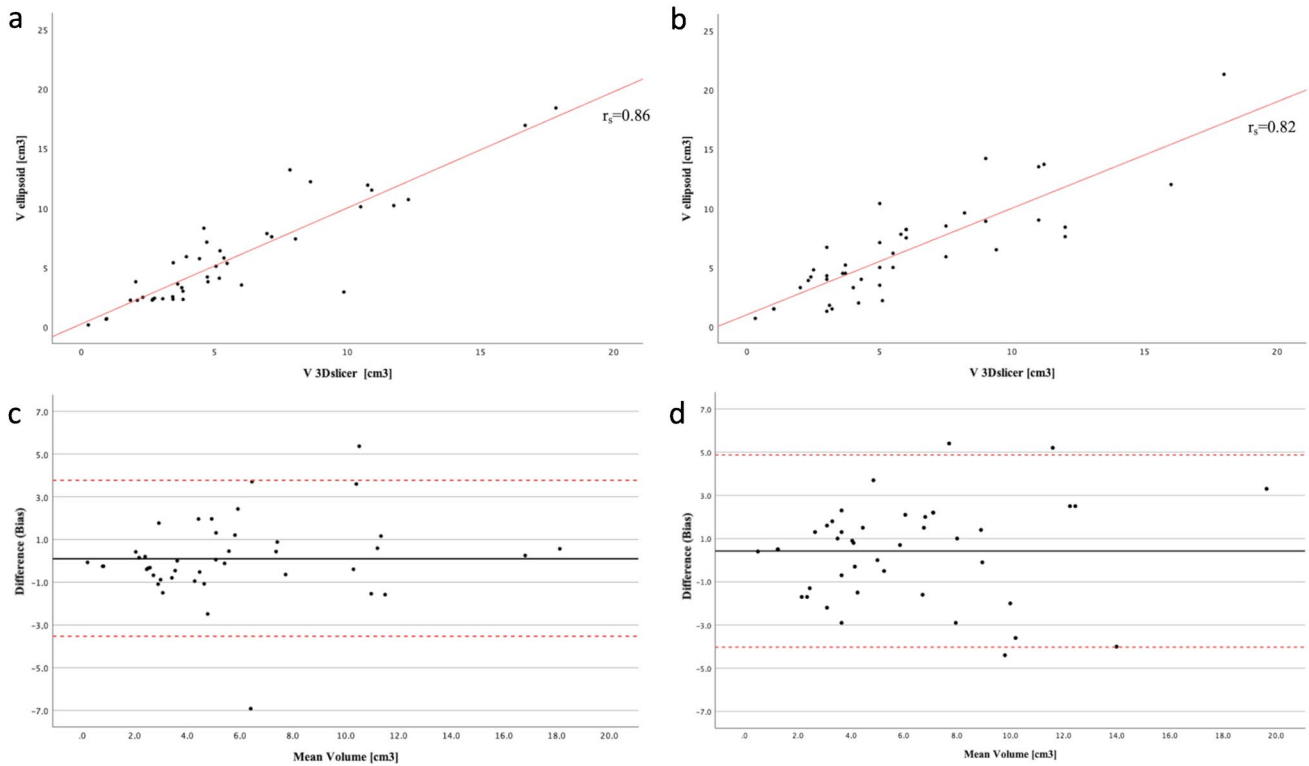 a
25
20
15
10
5
0
V ellipsoid [cm3]
0 5 10 15 20
V 3Dslicer [cm3]
rs=0.86
b
25
20
15
10
5
0
V ellipsoid [cm3]
0 5 10 15 20
V 3Dslicer [cm3]
rs=0.82
c
7.0
5.0
3.0
1.0
-1.0
-3.0
-5.0
-7.0
Difference (Bias)
.0 2.0 4.0 6.0 8.0 10.0 12.0 14.0 16.0 18.0 20.0
Mean Volume [cm3]
d
7.0
5.0
3.0
1.0
-1.0
-3.0
-5.0
-7.0
Difference (Bias)
.0 2.0 4.0 6.0 8.0 10.0 12.0 14.0 16.0 18.0 20.0
Mean Volume [cm3]